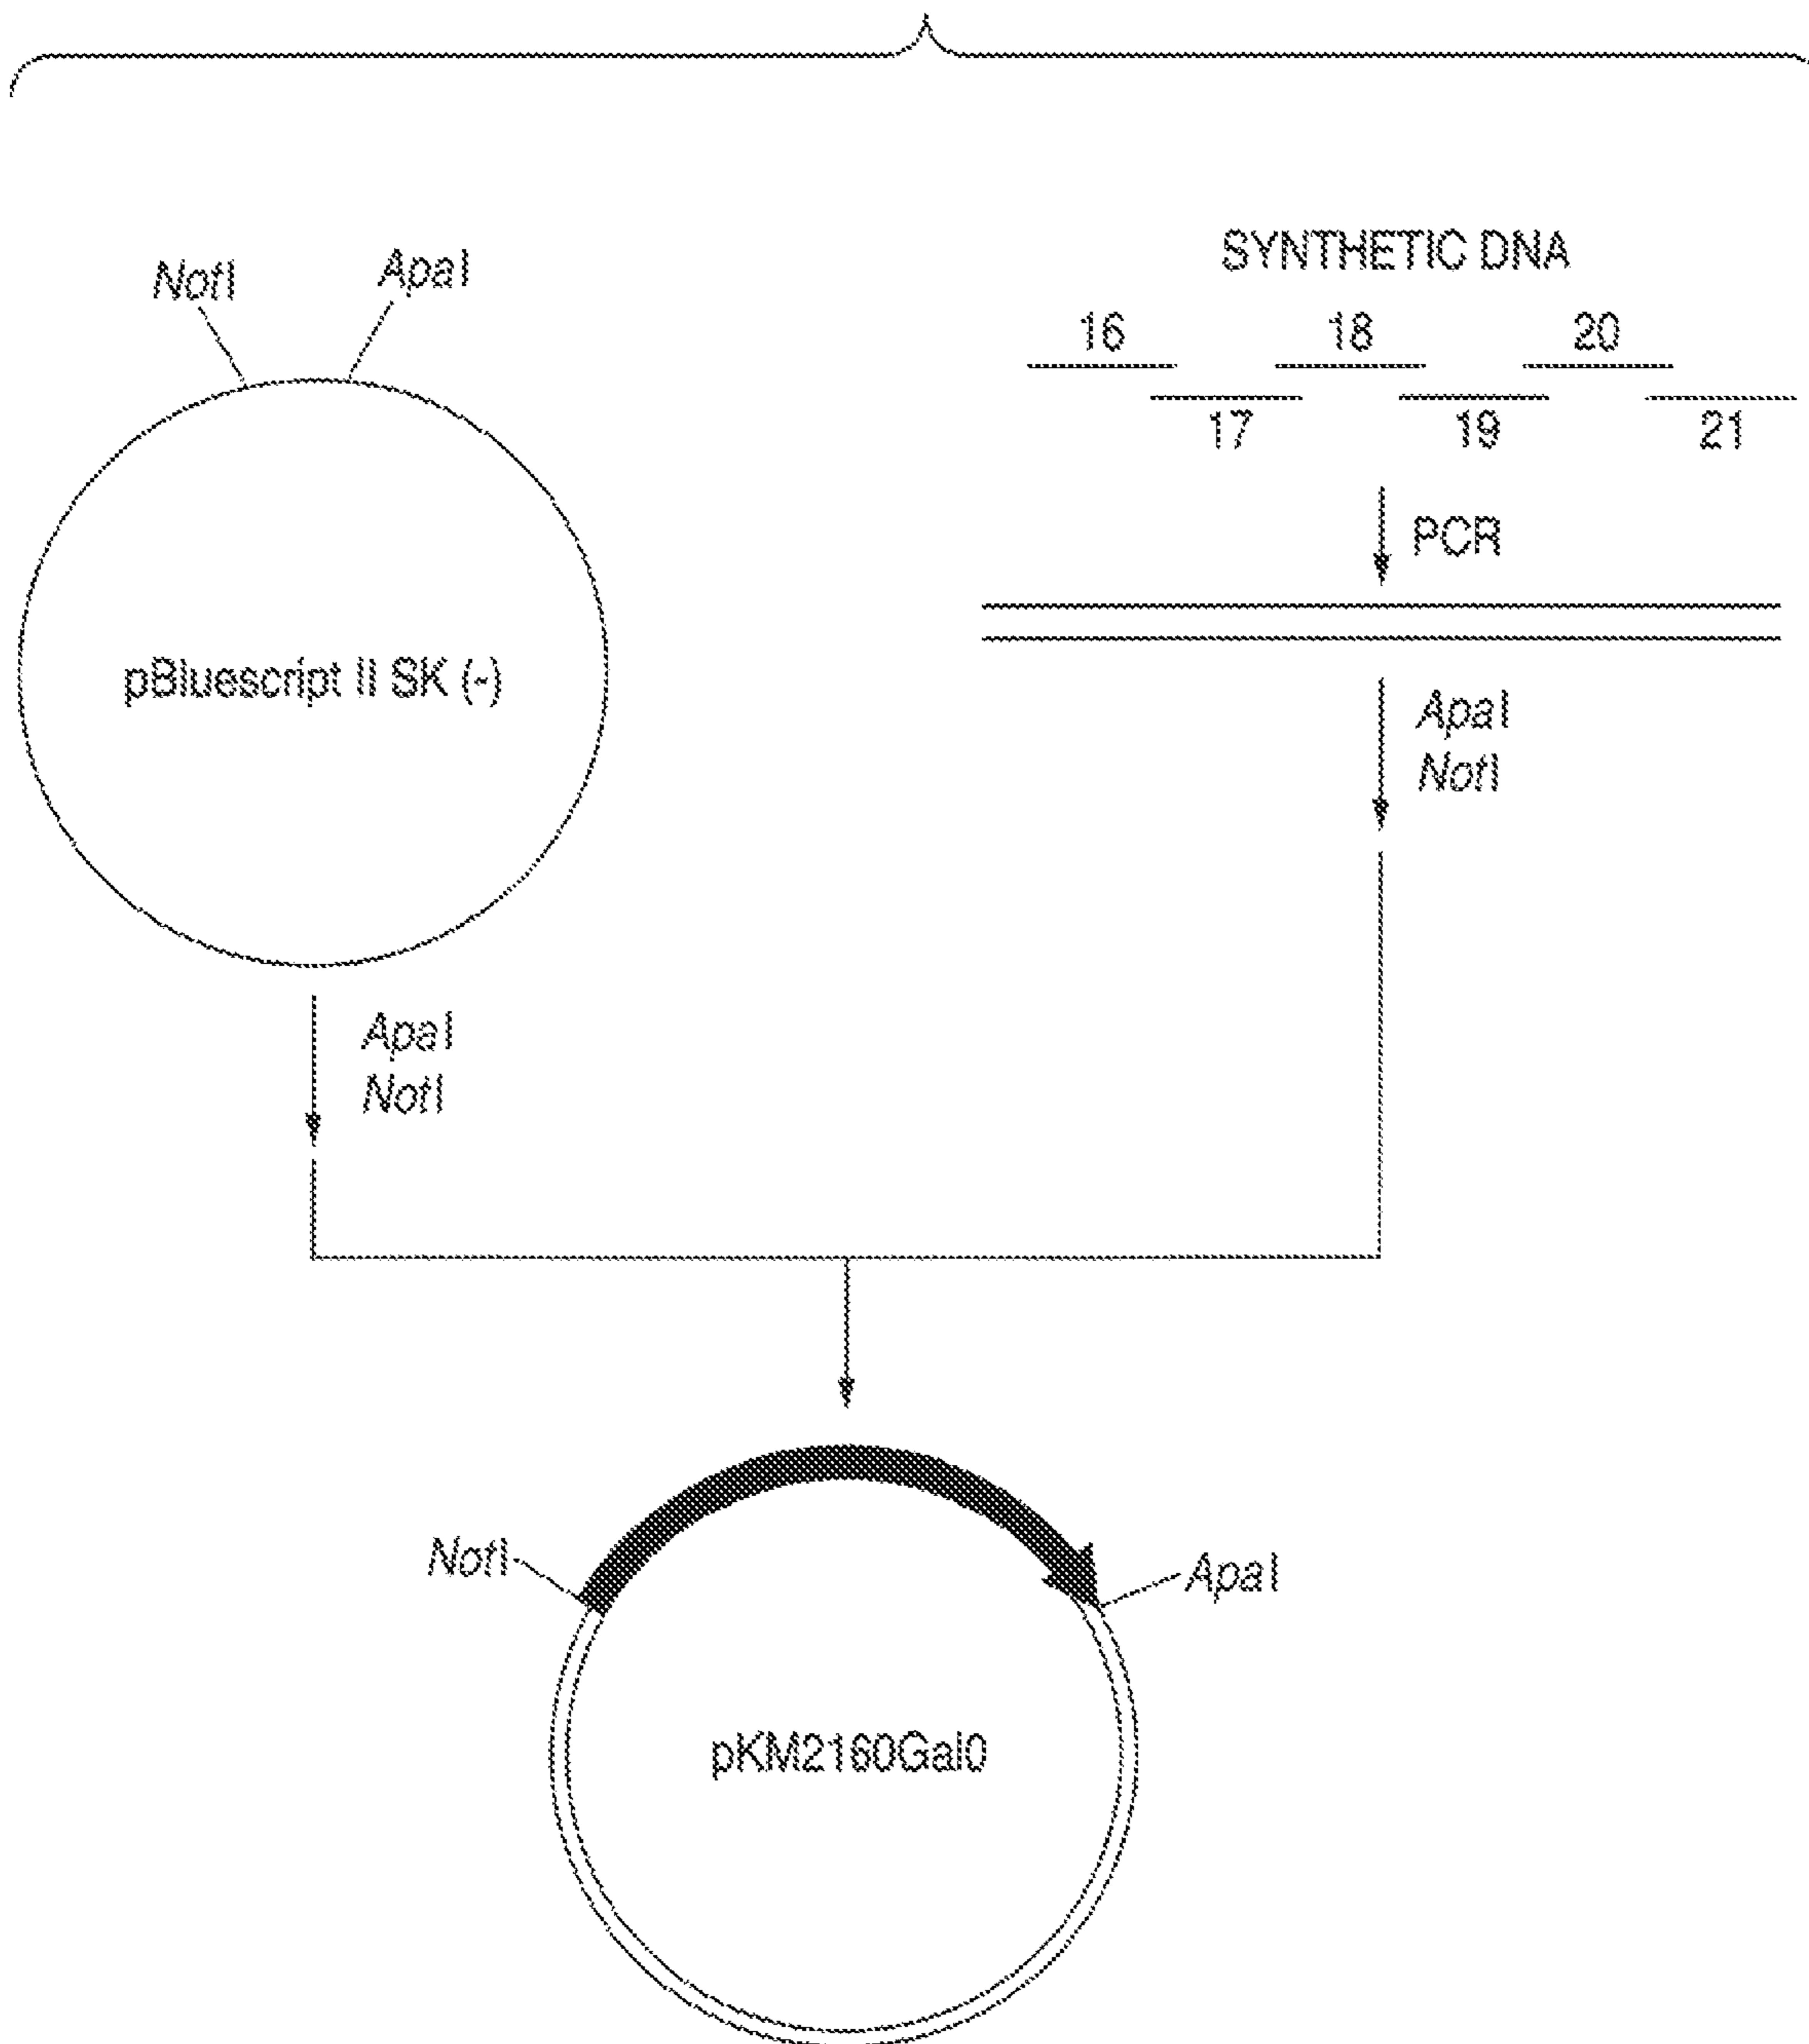 NotI
ApaI
pBluescript II SK (-)
ApaI
NotI
SYNTHETIC DNA
16 18 20
17 19 21
PCR
ApaI
NotI
NotI
ApaI
pKM2160Gal0